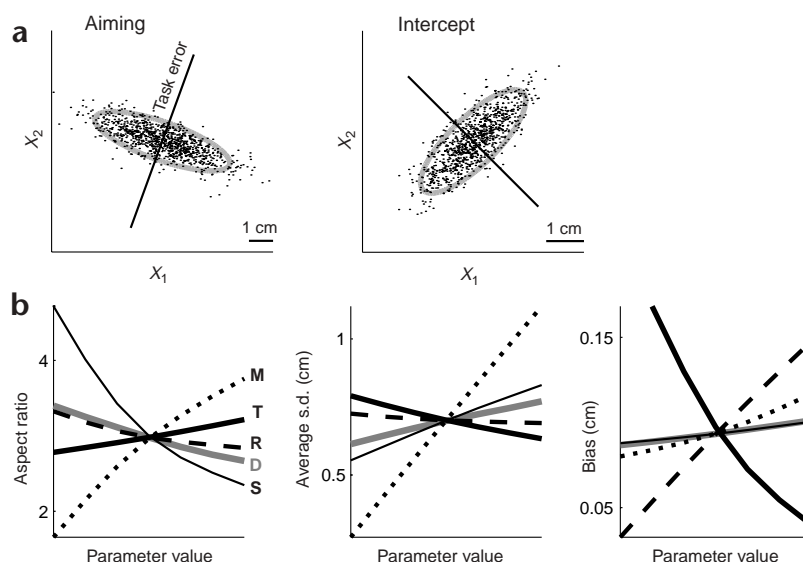 a
Aiming
Intercept
Task error
X2
X2
1 cm
1 cm
X1
X1
b
Aspect ratio
4
2
M
T
R
D
S
Parameter value
Average s.d. (cm)
1
0.5
Parameter value
Bias (cm)
0.15
0.05
Parameter value